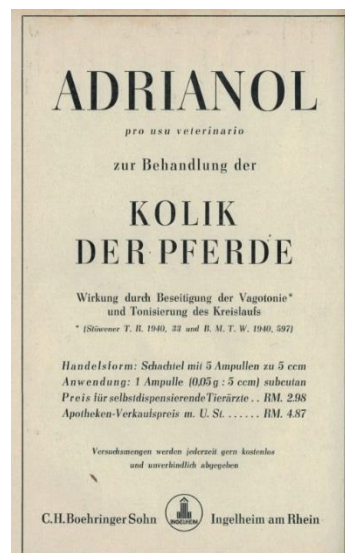 ADRIANOL
pro usu veterinario
zur Behandlung der
KOLIK
DER PFERDE
Wirkung durch Beseitigung der Vagotonie*
und Tonisierung des Kreislaufs
* (Stöwener T. R. 1940, 33 und B. M. T. W. 1940, 597)
Handelsform: Schachtel mit 5 Ampullen zu 5 ccm
Anwendung: 1 Ampulle (0,05 g : 5 ccm) subcutan
Preis für selbstdispensierende Tierärzte . . RM. 2.98
Apotheken-Verkaufspreis m. U. St. . . . . . . RM. 4.87
Versuchsmengen werden jederzeit gern kostenlos
und unverbindlich abgegeben
C.H. Boehringer Sohn INGELHEIM Ingelheim am Rhein